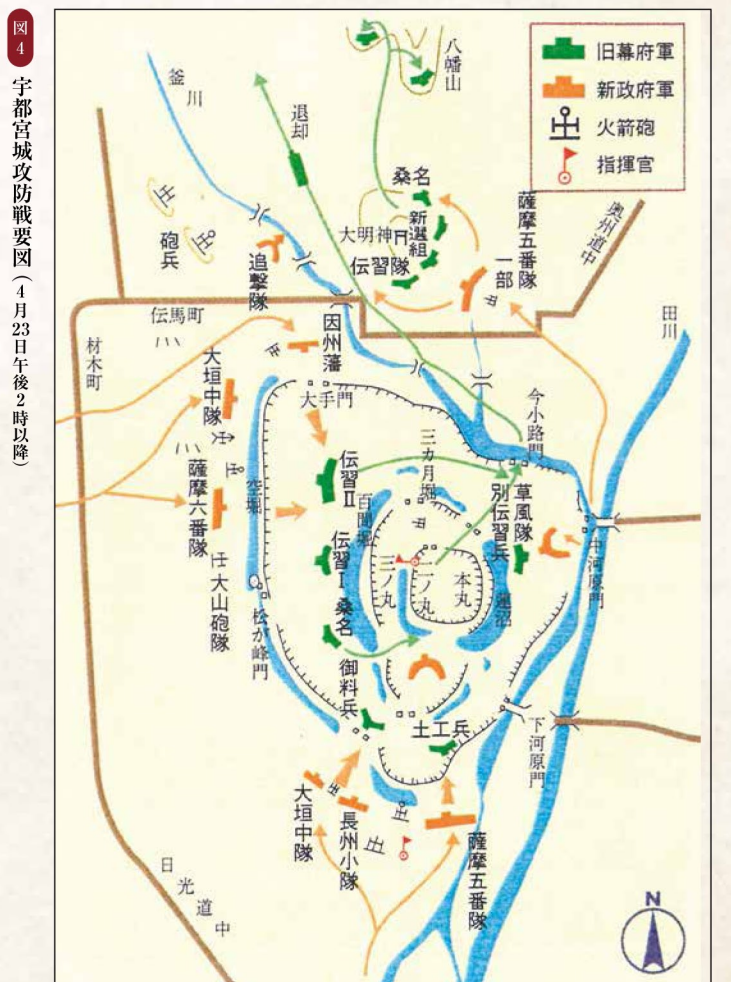 図4 宇都宮城攻防戦要図(4月23日午後2時以降)
旧幕府軍
新政府軍
火箭砲
指揮官
八幡山
釜川
退却
桑名
新選組
大明神
伝習隊
薩摩五番隊
一部
奥州道中
砲兵
追撃隊
田川
伝馬町
材木町
因州藩
大垣中隊
大手門
今小路門
三カ月堀
伝習Ⅱ
百間堀
空堀
薩摩六番隊
草風隊
別伝習兵
中河原門
伝習Ⅰ
三ノ丸
二ノ丸
本丸
蓮沼
大山砲隊
桑名
松が峰門
御料兵
土工兵
下河原門
大垣中隊
長州小隊
薩摩五番隊
日光道中
N